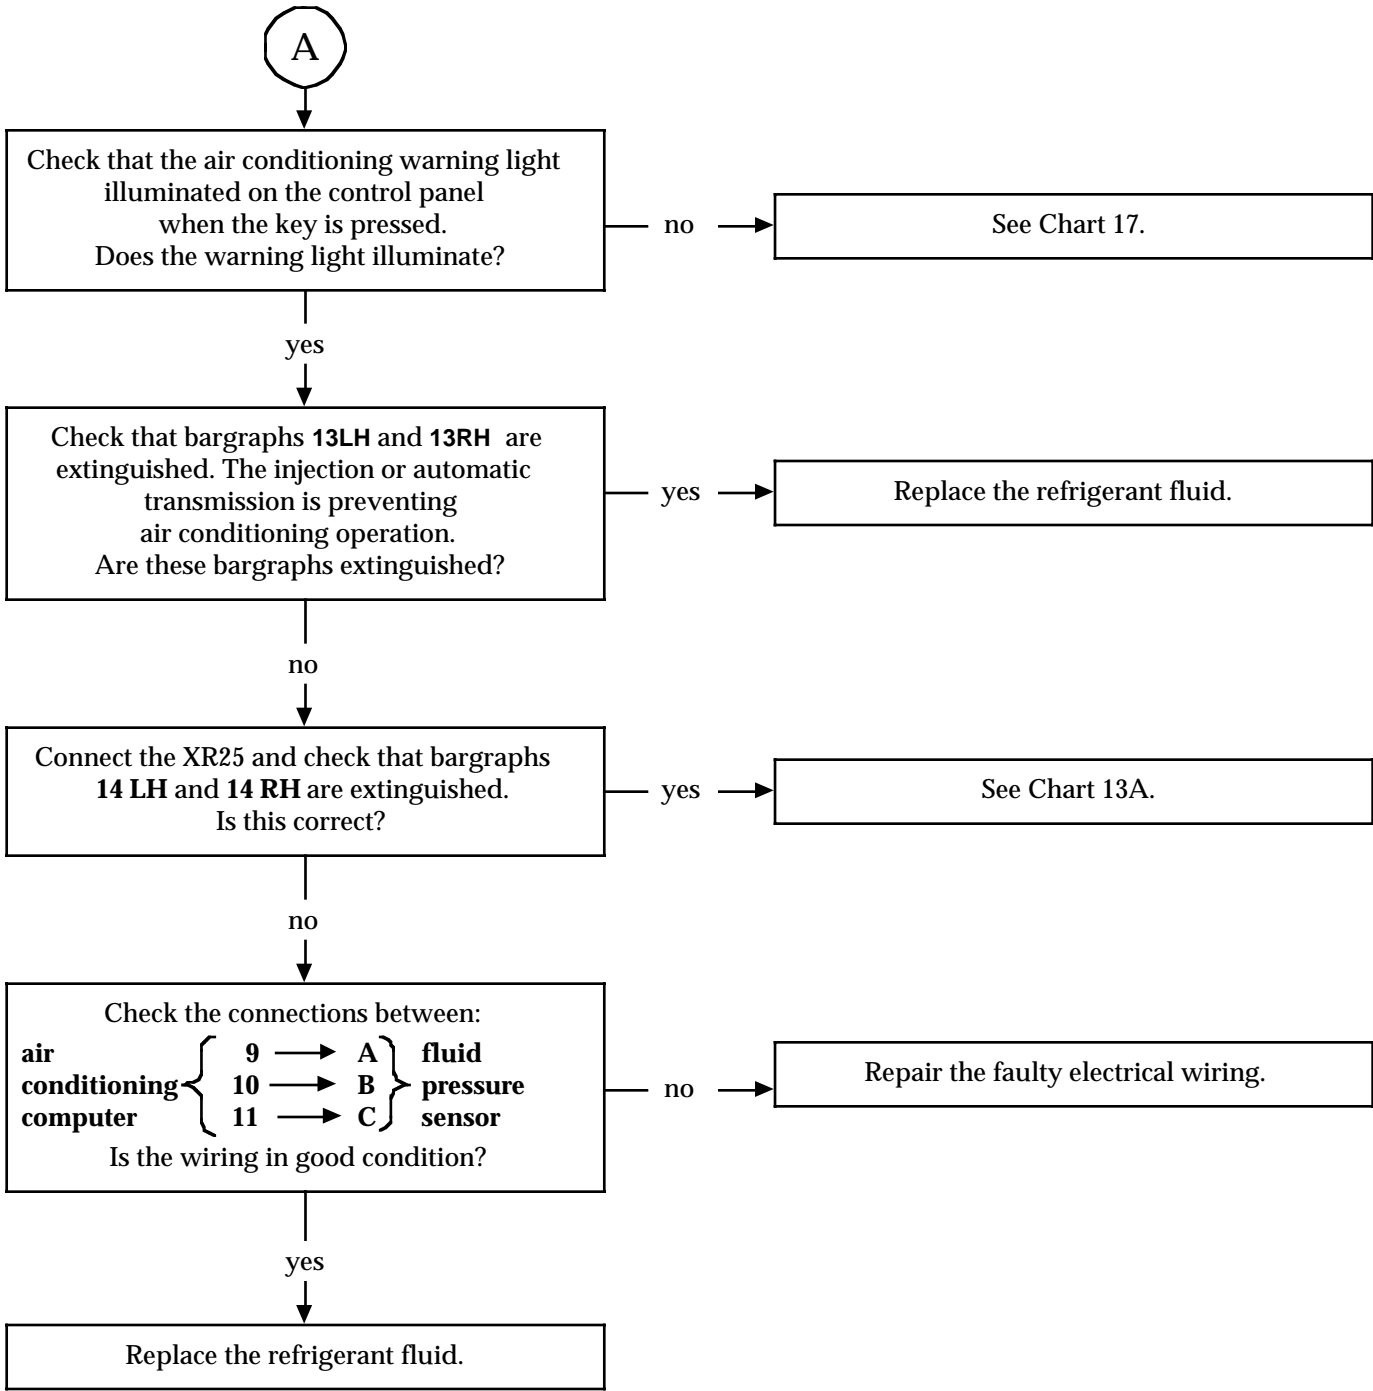 A
Check that the air conditioning warning light
illuminated on the control panel
when the key is pressed.
Does the warning light illuminate?
no
See Chart 17.
yes
Check that bargraphs 13LH and 13RH are
extinguished. The injection or automatic
transmission is preventing
air conditioning operation.
Are these bargraphs extinguished?
yes
Replace the refrigerant fluid.
no
Connect the XR25 and check that bargraphs
14 LH and 14 RH are extinguished.
Is this correct?
yes
See Chart 13A.
no
Check the connections between:
air 9 A fluid
conditioning 10 B pressure
computer 11 C sensor
Is the wiring in good condition?
no
Repair the faulty electrical wiring.
yes
Replace the refrigerant fluid.